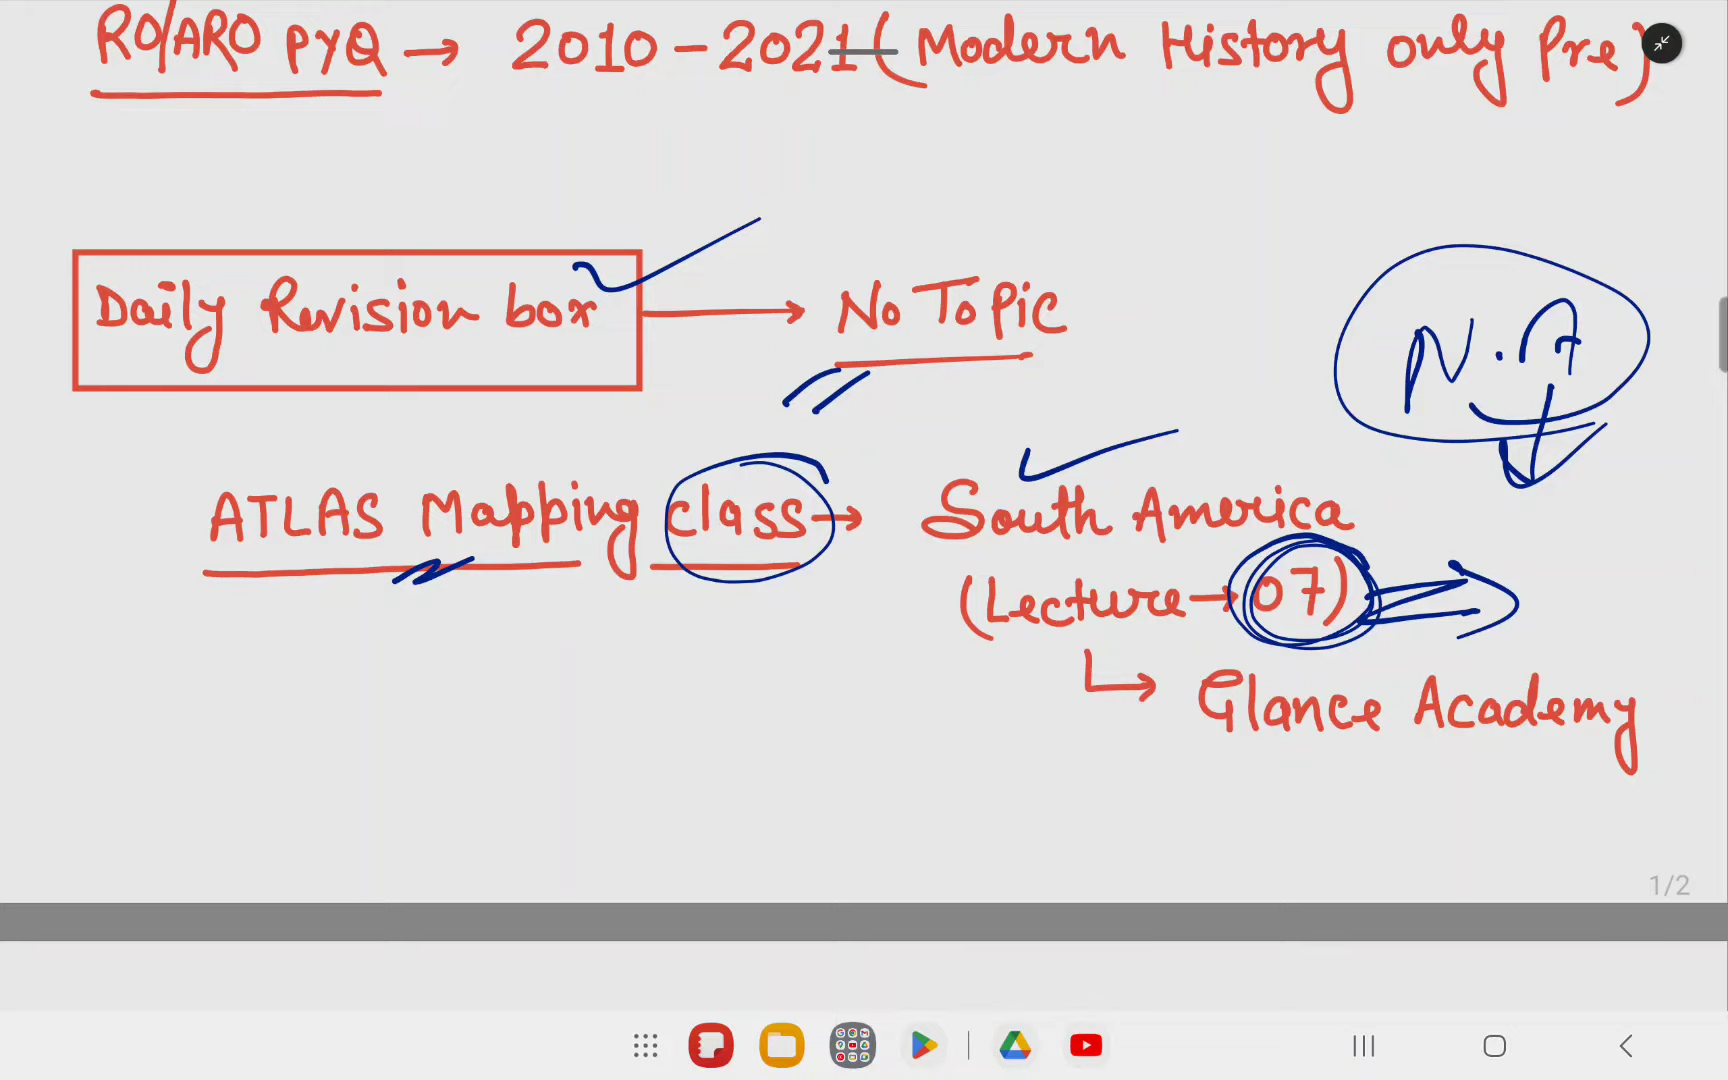 RO/ARO PYQ → 2010-2021 (Modern History only Pre)
Daily Revision box → No Topic
N.A
ATLAS Mapping class → South America
(Lecture → 07)
↳ Glance Academy
1/2